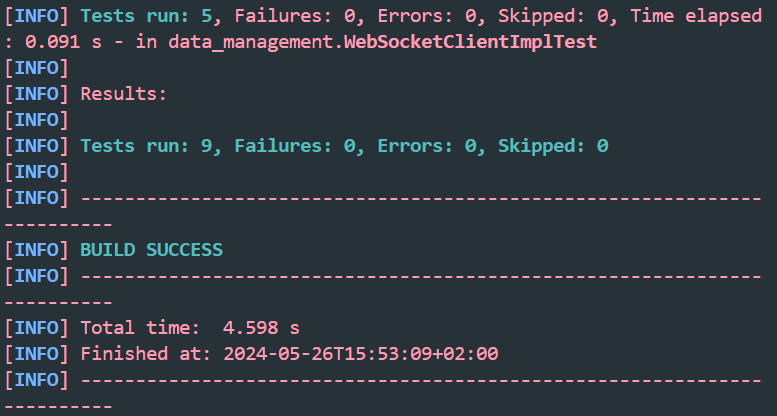 [INFO] Tests run: 5, Failures: 0, Errors: 0, Skipped: 0, Time elapsed
: 0.091 s - in data_management.WebSocketClientImplTest
[INFO]
[INFO] Results:
[INFO]
[INFO] Tests run: 9, Failures: 0, Errors: 0, Skipped: 0
[INFO]
[INFO] --------------------------------------------------------------
----------
[INFO] BUILD SUCCESS
[INFO] --------------------------------------------------------------
----------
[INFO] Total time:  4.598 s
[INFO] Finished at: 2024-05-26T15:53:09+02:00
[INFO] --------------------------------------------------------------
----------